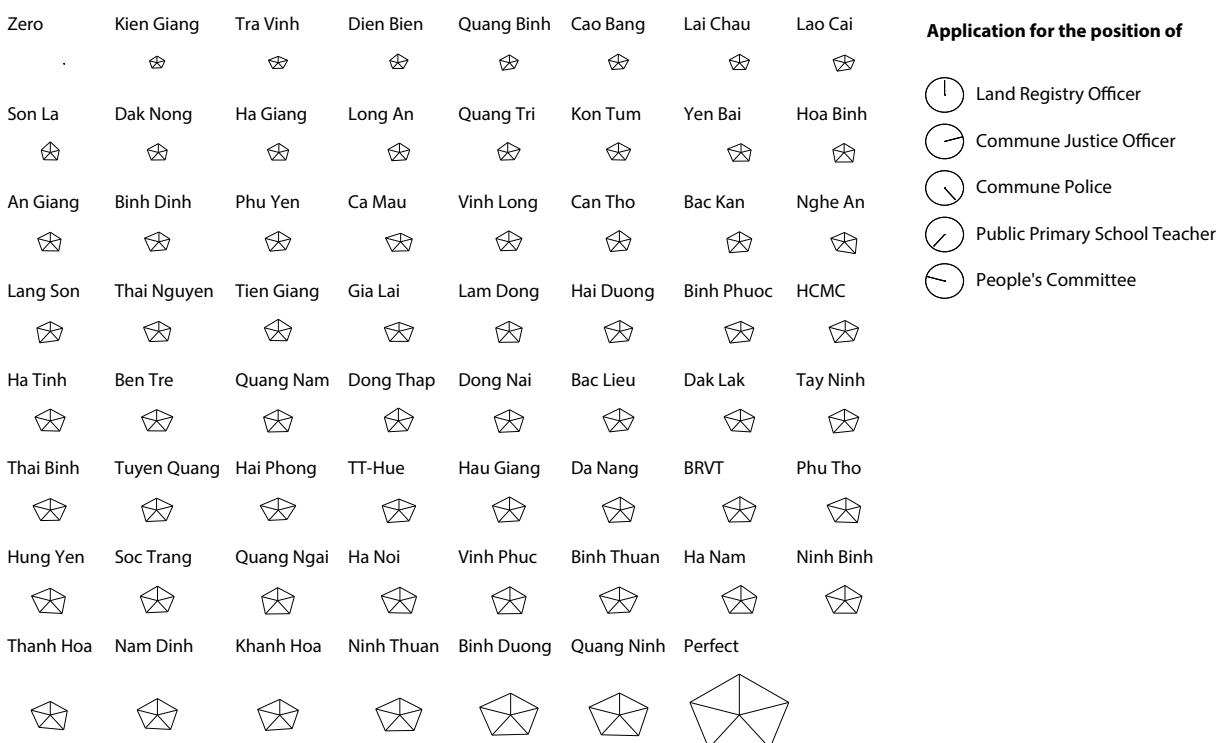 Zero Kien Giang Tra Vinh Dien Bien Quang Binh Cao Bang Lai Chau Lao Cai
Son La Dak Nong Ha Giang Long An Quang Tri Kon Tum Yen Bai Hoa Binh
An Giang Binh Dinh Phu Yen Ca Mau Vinh Long Can Tho Bac Kan Nghe An
Lang Son Thai Nguyen Tien Giang Gia Lai Lam Dong Hai Duong Binh Phuoc HCMC
Ha Tinh Ben Tre Quang Nam Dong Thap Dong Nai Bac Lieu Dak Lak Tay Ninh
Thai Binh Tuyen Quang Hai Phong TT-Hue Hau Giang Da Nang BRVT Phu Tho
Hung Yen Soc Trang Quang Ngai Ha Noi Vinh Phuc Binh Thuan Ha Nam Ninh Binh
Thanh Hoa Nam Dinh Khanh Hoa Ninh Thuan Binh Duong Quang Ninh Perfect
Application for the position of
Land Registry Officer
Commune Justice Officer
Commune Police
Public Primary School Teacher
People's Committee